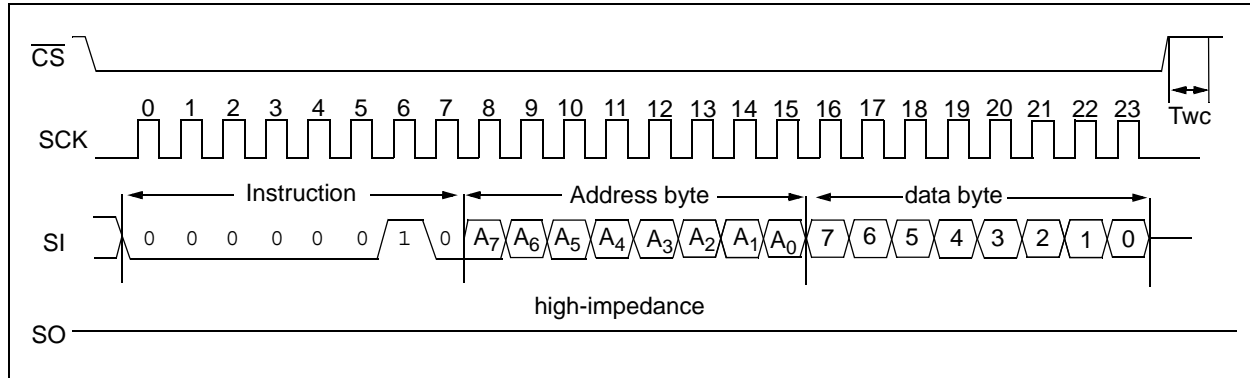 CS
0 1 2 3 4 5 6 7 8 9 10 11 12 13 14 15 16 17 18 19 20 21 22 23
Twc
SCK
Instruction Address byte data byte
SI 0 0 0 0 0 0 1 0 A7 A6 A5 A4 A3 A2 A1 A0 7 6 5 4 3 2 1 0
high-impedance
SO